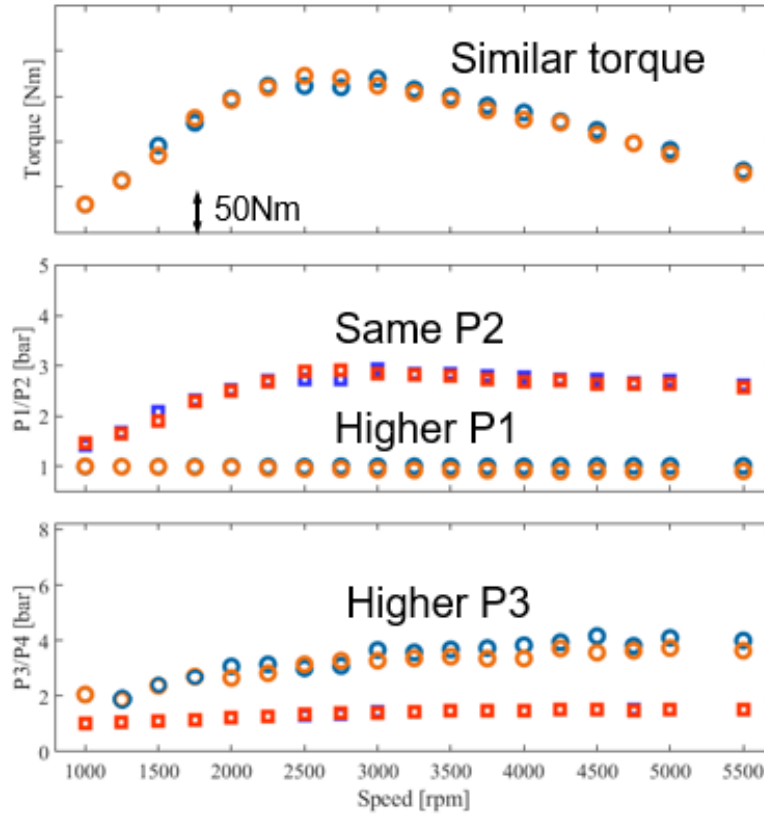 Torque [Nm]
Similar torque
50Nm
P1/P2 [bar]
5
4
3
2
1
Same P2
Higher P1
P3/P4 [bar]
8
6
4
2
0
Higher P3
1000 1500 2000 2500 3000 3500 4000 4500 5000 5500
Speed [rpm]